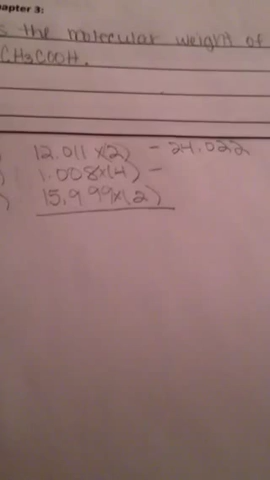 apter 3:
s the molecular weight of
CH3COOH.
12.011 x(2) - 24.022
1.008x(4) -
15.999x(2)